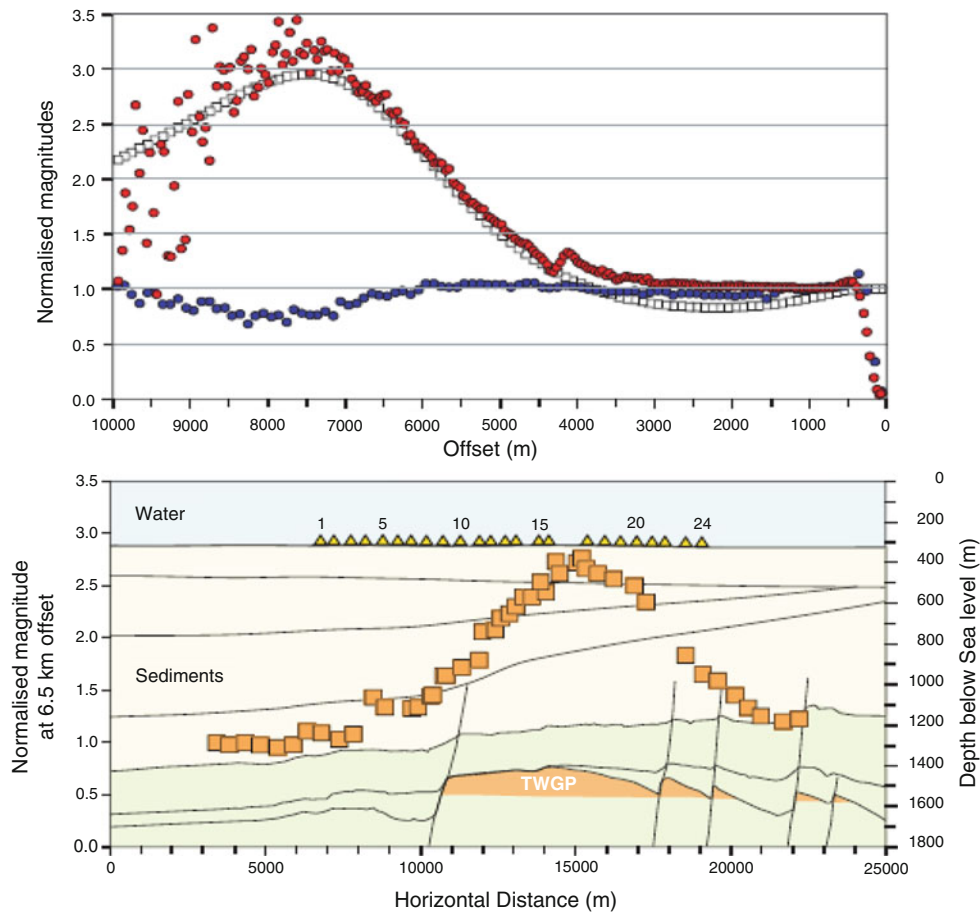 3.5
3.0
2.5
2.0
1.5
1.0
0.5
0.0
Normalised magnitudes
10000 9000 8000 7000 6000 5000 4000 3000 2000 1000 0
Offset (m)
3.5
3.0
2.5
2.0
1.5
1.0
0.5
0.0
Normalised magnitude
at 6.5 km offset
Water
1 5 10 15 20 24
Sediments
TWGP
0
200
400
600
800
1000
1200
1400
1600
1800
Depth below Sea level (m)
0 5000 10000 15000 20000 25000
Horizontal Distance (m)